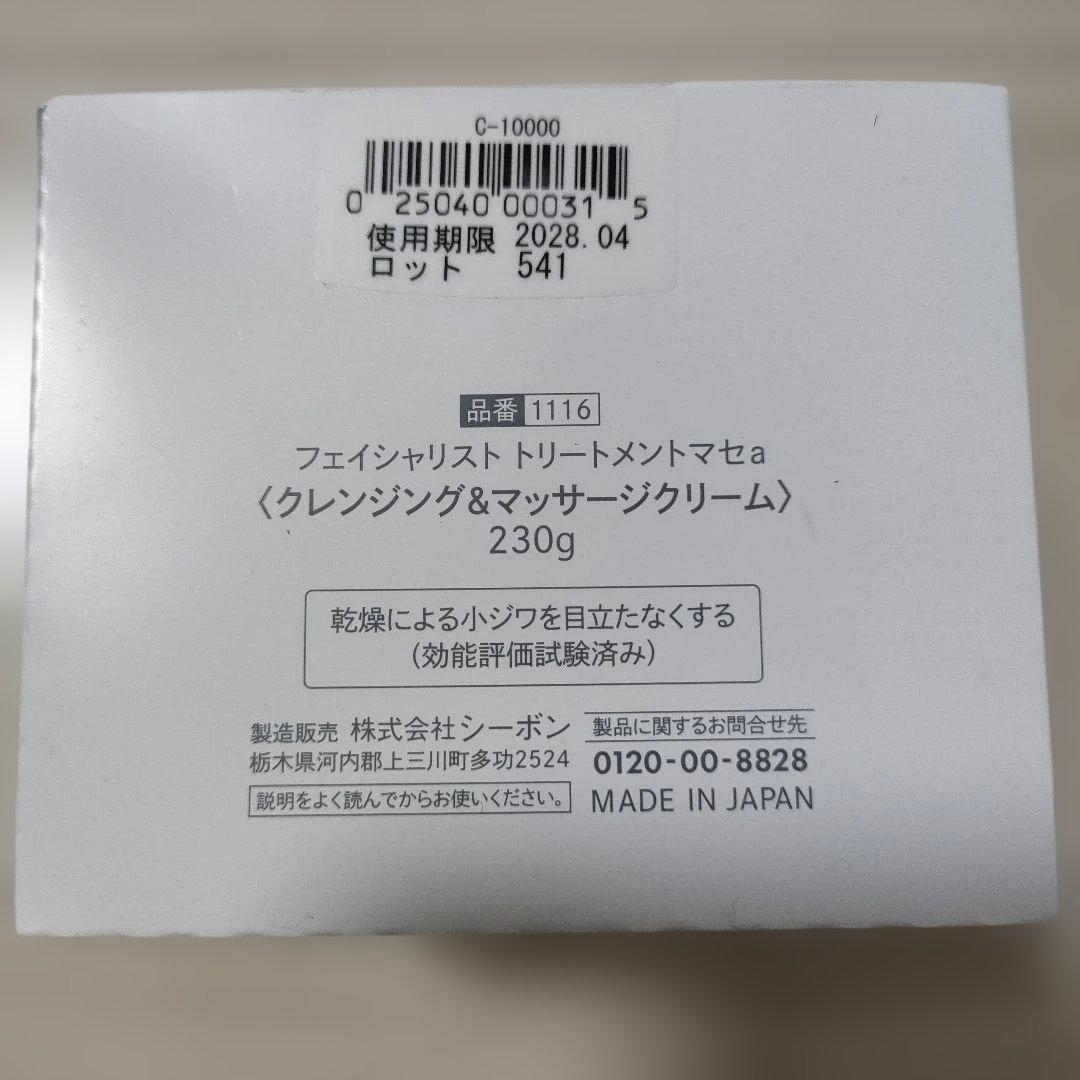 C-10000
0 25040 00031 5
使用期限 2028.04
ロット 541
品番 1116
フェイシャリスト トリートメントマセa
〈クレンジング&マッサージクリーム〉
230g
乾燥による小ジワを目立たなくする
(効能評価試験済み)
製造販売 株式会社シーボン
栃木県河内郡上三川町多功2524
説明をよく読んでからお使いください。
製品に関するお問合せ先
0120-00-8828
MADE IN JAPAN